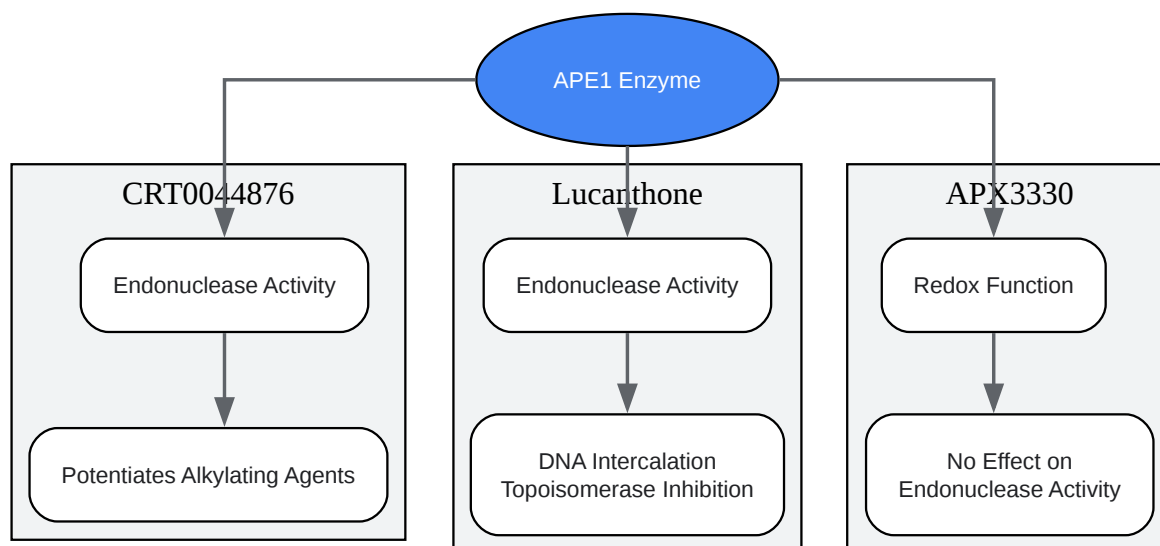 APE1 Enzyme
CRT0044876
Endonuclease Activity
Potentiates Alkylating Agents
Lucanthone
Endonuclease Activity
DNA Intercalation
Topoisomerase Inhibition
APX3330
Redox Function
No Effect on
Endonuclease Activity